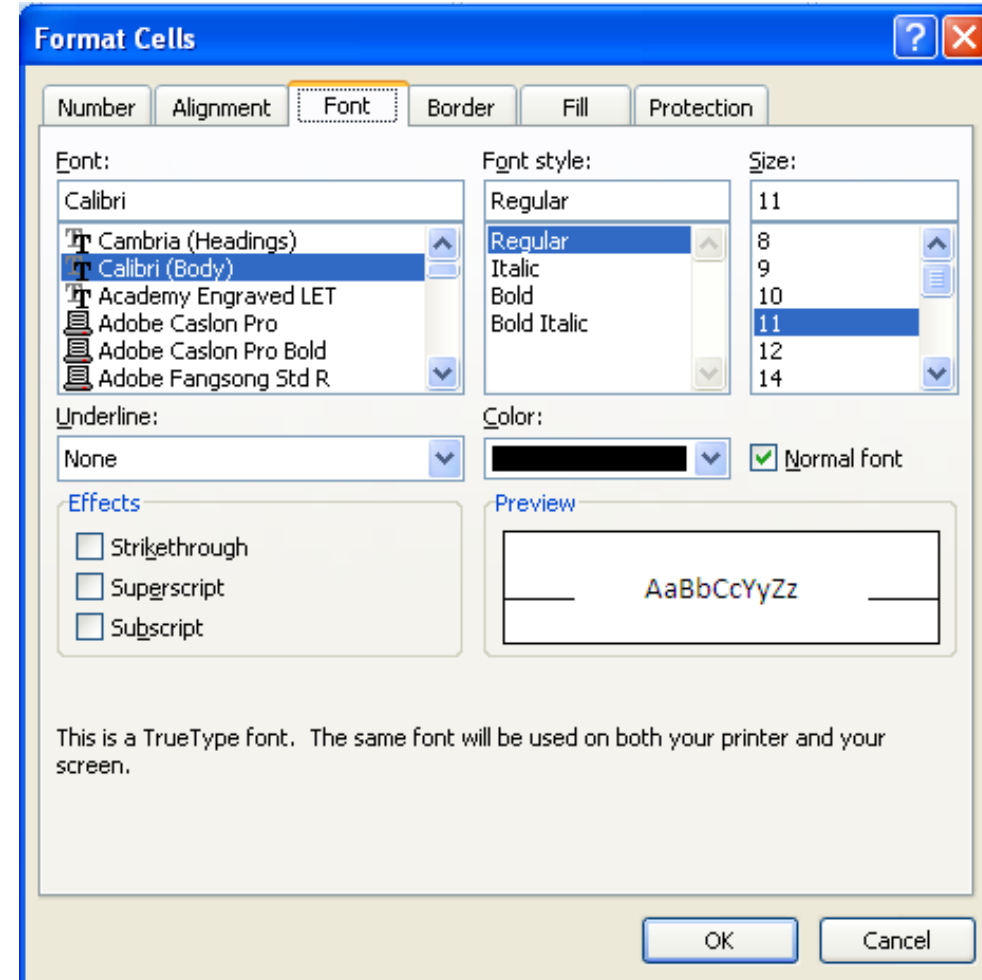 Format Cells
Number Alignment Font Border Fill Protection
Font: Font style: Size:
Calibri Regular 11
Cambria (Headings) Regular 8
Calibri (Body) Italic 9
Academy Engraved LET Bold 10
Adobe Caslon Pro Bold Italic 11
Adobe Caslon Pro Bold 12
Adobe Fangsong Std R 14
Underline: Color:
None Normal font
Effects Preview
Strikethrough
Superscript AaBbCcYyZz
Subscript
This is a TrueType font. The same font will be used on both your printer and your
screen.
OK Cancel